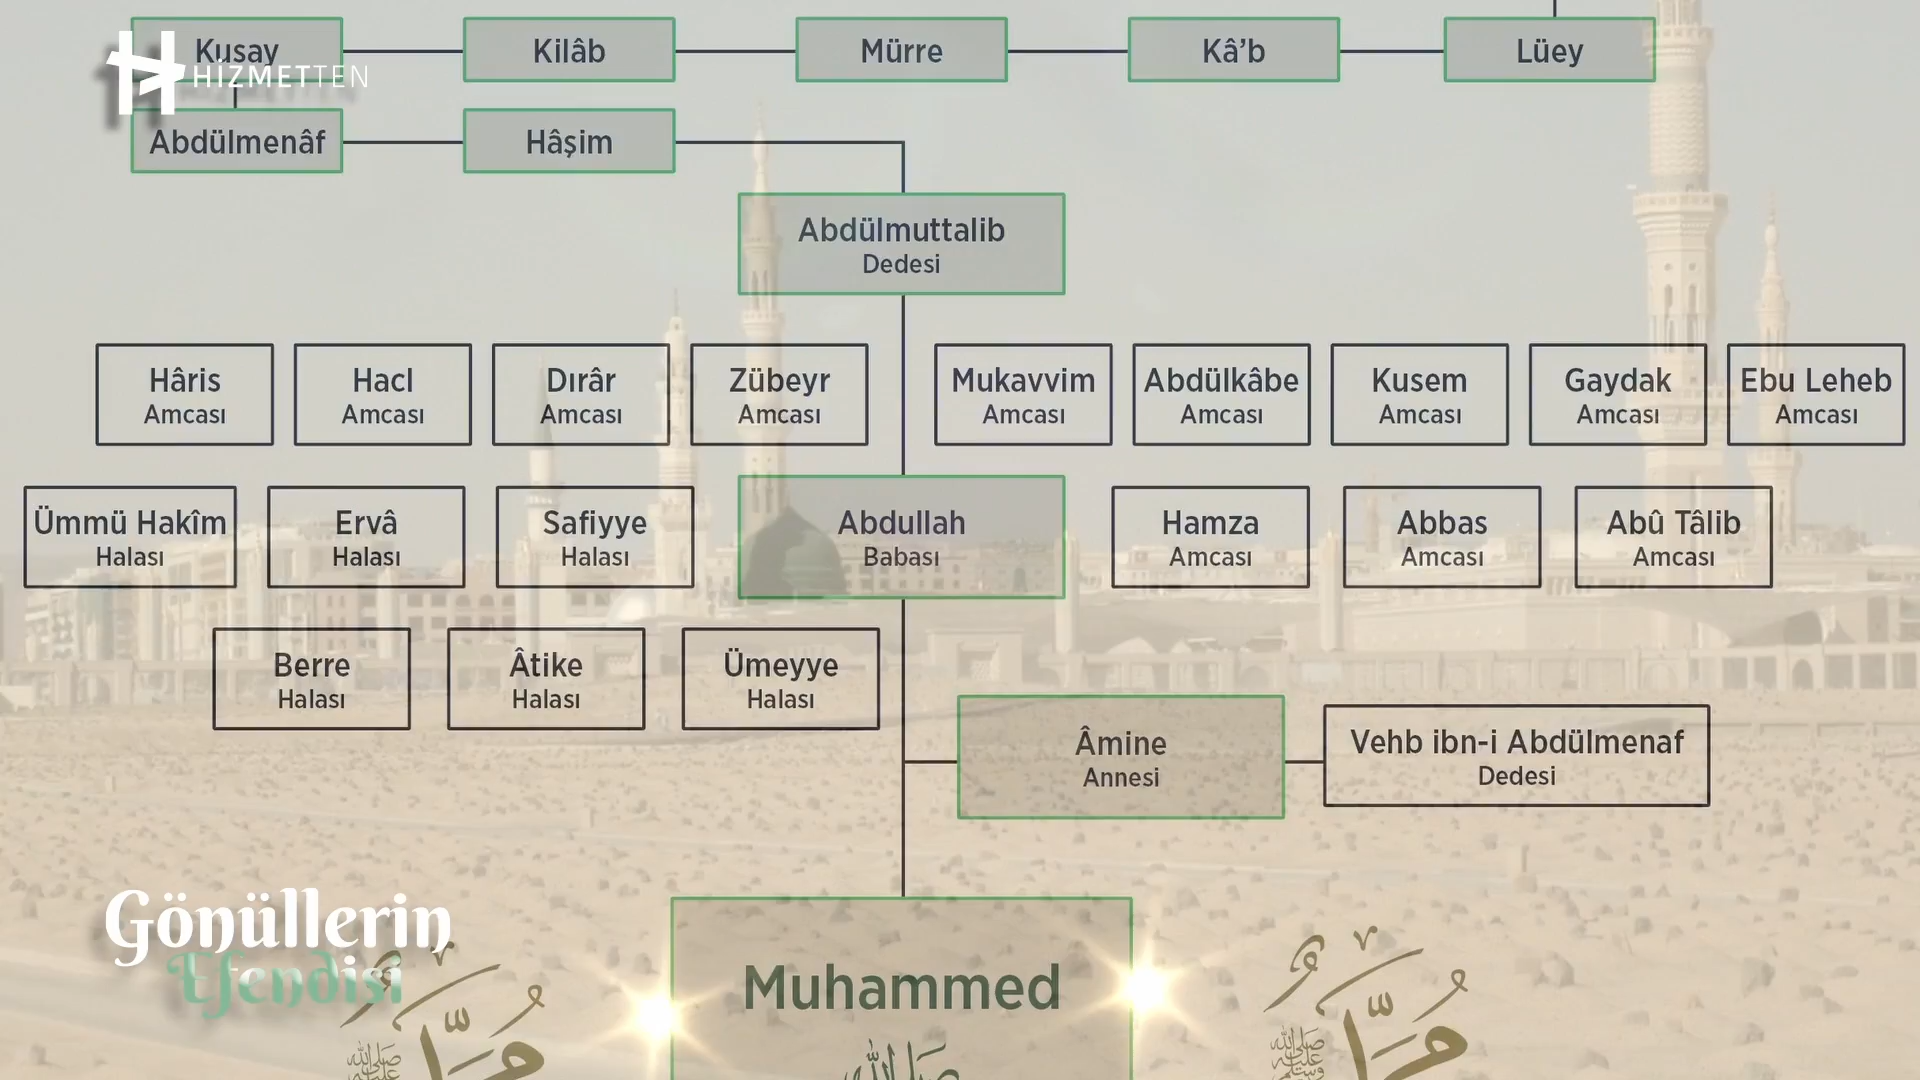 Kusay
Kilâb
Mürre
Kâ'b
Lüey
HİZMETTEN
Abdülmenâf
Hâşim
Abdülmuttalib
Dedesi
Hâris
Amcası
Hacl
Amcası
Dırâr
Amcası
Zübeyr
Amcası
Mukavvim
Amcası
Abdülkâbe
Amcası
Kusem
Amcası
Gaydak
Amcası
Ebu Leheb
Amcası
Ümmü Hakîm
Halası
Ervâ
Halası
Safiyye
Halası
Abdullah
Babası
Hamza
Amcası
Abbas
Amcası
Abû Tâlib
Amcası
Berre
Halası
Âtike
Halası
Ümeyye
Halası
Âmine
Annesi
Vehb ibn-i Abdülmenaf
Dedesi
Gönüllerin
Efendisi
Muhammed